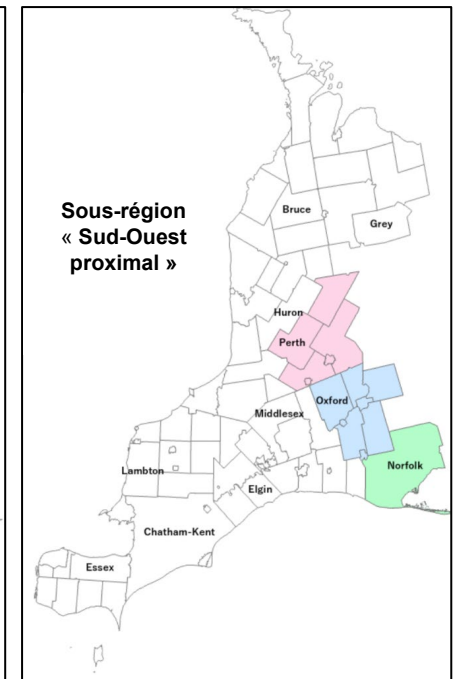 Sous-région
« Sud-Ouest
proximal »
Bruce
Grey
Huron
Perth
Oxford
Middlesex
Norfolk
Lambton
Elgin
Chatham-Kent
Essex